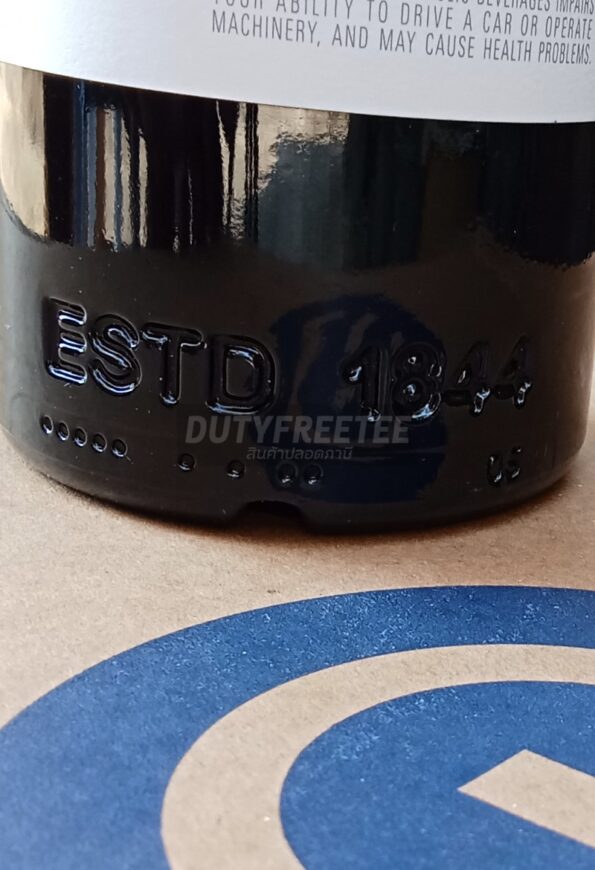 YOUR ABILITY TO DRIVE A CAR OR OPERATE
MACHINERY, AND MAY CAUSE HEALTH PROBLEMS.
ESTD 1844
DUTYFREETEE
สินค้าปลอดภาษี